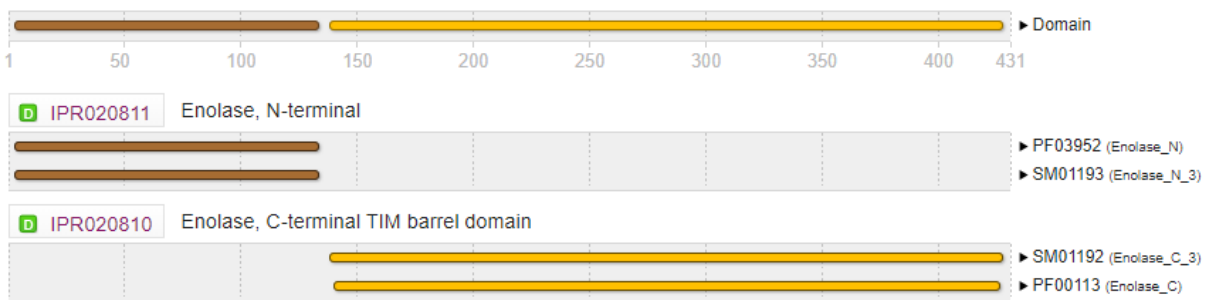 Domain
1 50 100 150 200 250 300 350 400 431
D IPR020811 Enolase, N-terminal
PF03952 (Enolase_N)
SM01193 (Enolase_N_3)
D IPR020810 Enolase, C-terminal TIM barrel domain
SM01192 (Enolase_C_3)
PF00113 (Enolase_C)